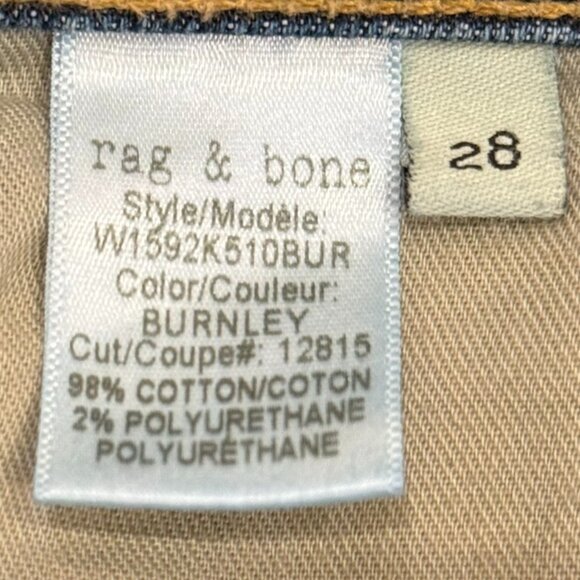 rag & bone
Style/Modèle:
W1592K510BUR
Color/Couleur:
BURNLEY
Cut/Coupe#: 12815
98% COTTON/COTON
2% POLYURETHANE
POLYURÉTHANE
28